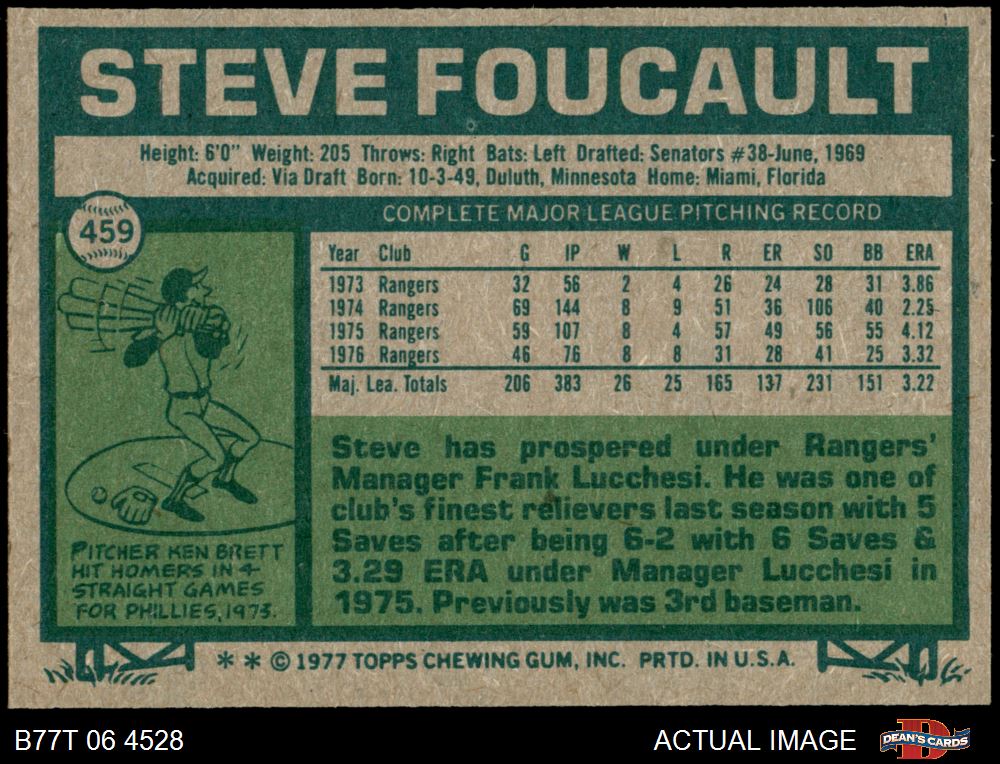 STEVE FOUCAULT
Height: 6'0" Weight: 205 Throws: Right Bats: Left Drafted: Senators #38-June, 1969
Acquired: Via Draft Born: 10-3-49, Duluth, Minnesota Home: Miami, Florida
459
COMPLETE MAJOR LEAGUE PITCHING RECORD
Year Club G IP W L R ER SO BB ERA
1973 Rangers 32 56 2 4 26 24 28 31 3.86
1974 Rangers 69 144 8 9 51 36 106 40 2.25
1975 Rangers 59 107 8 4 57 49 56 55 4.12
1976 Rangers 46 76 8 8 31 28 41 25 3.32
Maj. Lea. Totals 206 383 26 25 165 137 231 151 3.22
Steve has prospered under Rangers'
Manager Frank Lucchesi. He was one of
club's finest relievers last season with 5
Saves after being 6-2 with 6 Saves &
3.29 ERA under Manager Lucchesi in
1975. Previously was 3rd baseman.
PITCHER KEN BRETT
HIT HOMERS IN 4
STRAIGHT GAMES
FOR PHILLIES, 1973.
* * © 1977 TOPPS CHEWING GUM, INC. PRTD. IN U.S.A.
B77T 06 4528
ACTUAL IMAGE
D
DEAN'S CARDS